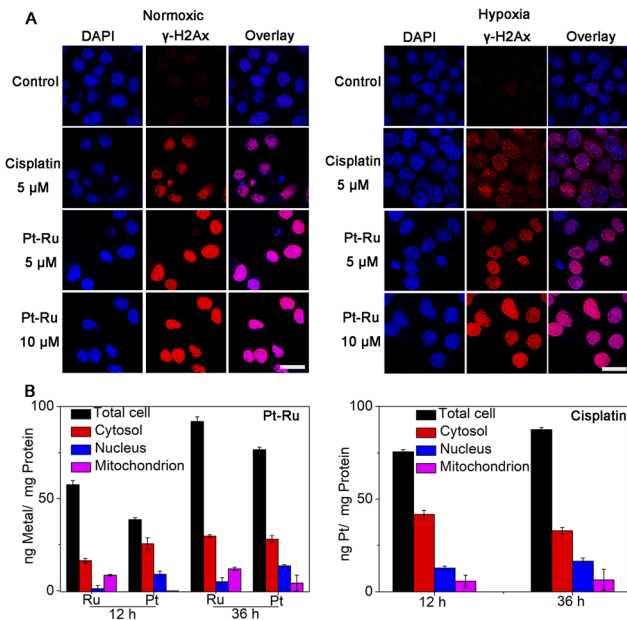 A
Normoxic
DAPI γ-H2Ax Overlay
Control
Cisplatin
5 μM
Pt-Ru
5 μM
Pt-Ru
10 μM
Hypoxia
DAPI γ-H2Ax Overlay
Control
Cisplatin
5 μM
Pt-Ru
5 μM
Pt-Ru
10 μM
B
ng Metal/ mg Protein
100
50
0
Total cell
Cytosol
Nucleus
Mitochondrion
Pt-Ru
Ru Pt Ru Pt
12 h 36 h
ng Pt/ mg Protein
100
50
0
Total cell
Cytosol
Nucleus
Mitochondrion
Cisplatin
12 h 36 h